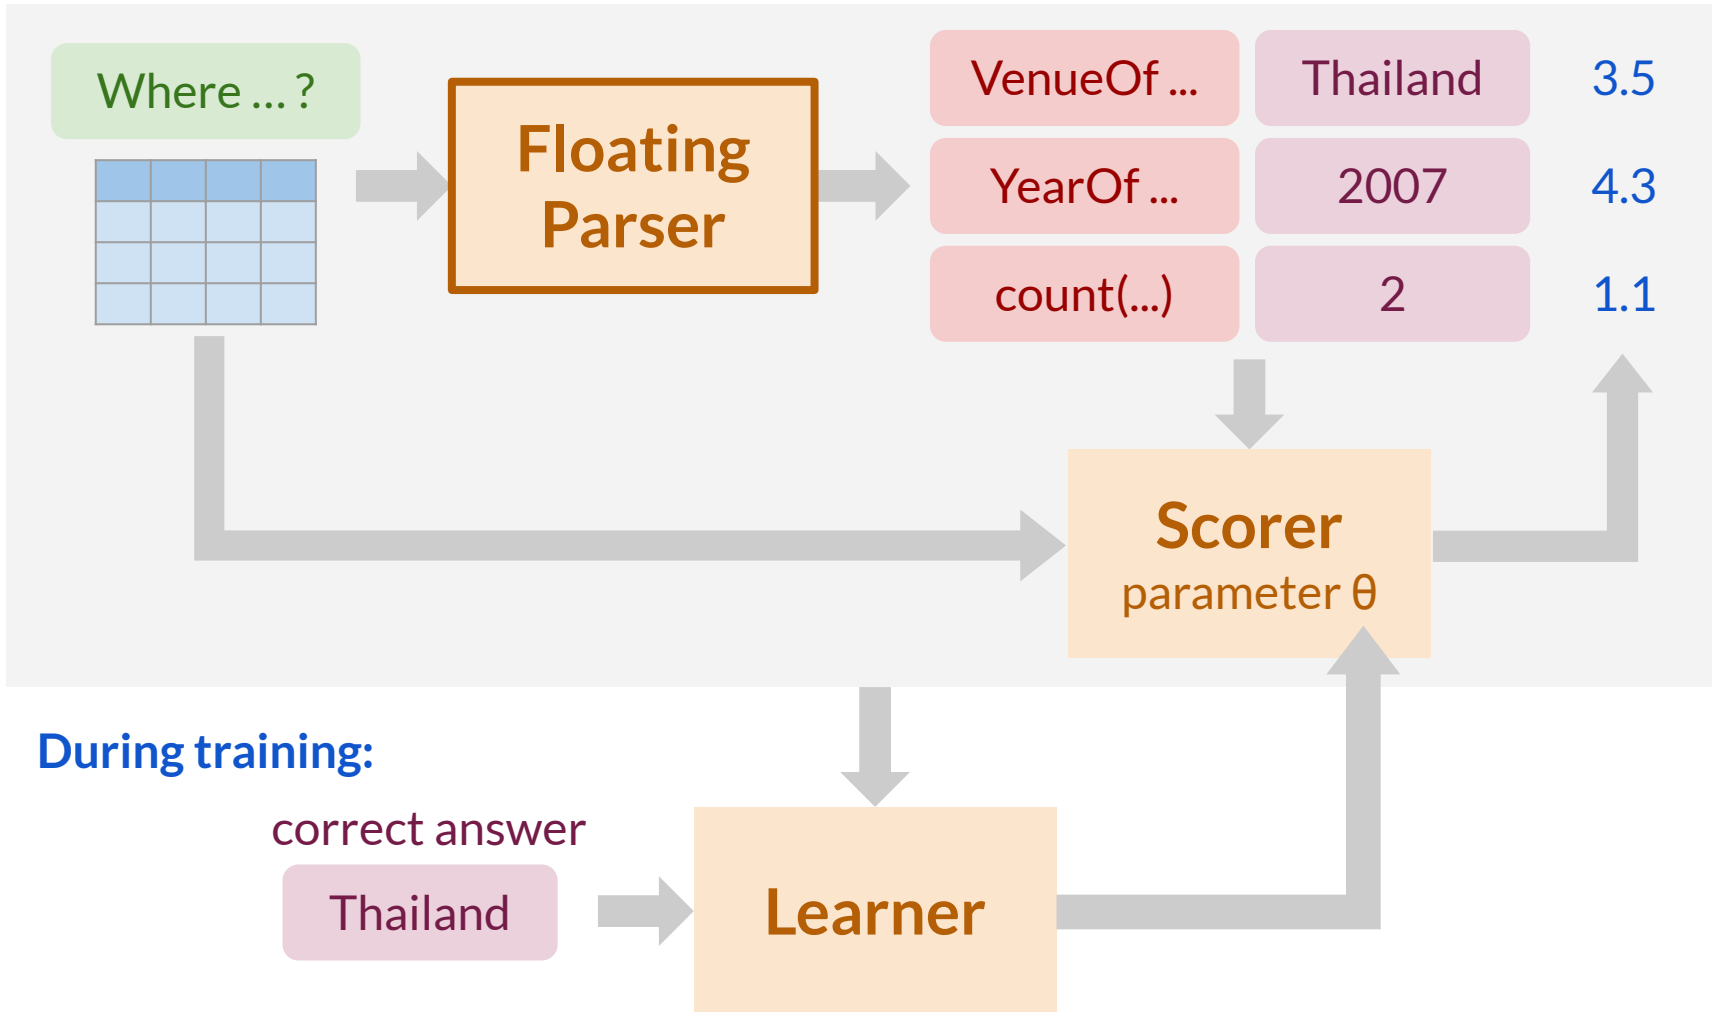 Where ... ?
Floating
Parser
VenueOf ...
Thailand
3.5
YearOf ...
2007
4.3
count(...)
2
1.1
Scorer
parameter θ
During training:
correct answer
Thailand
Learner